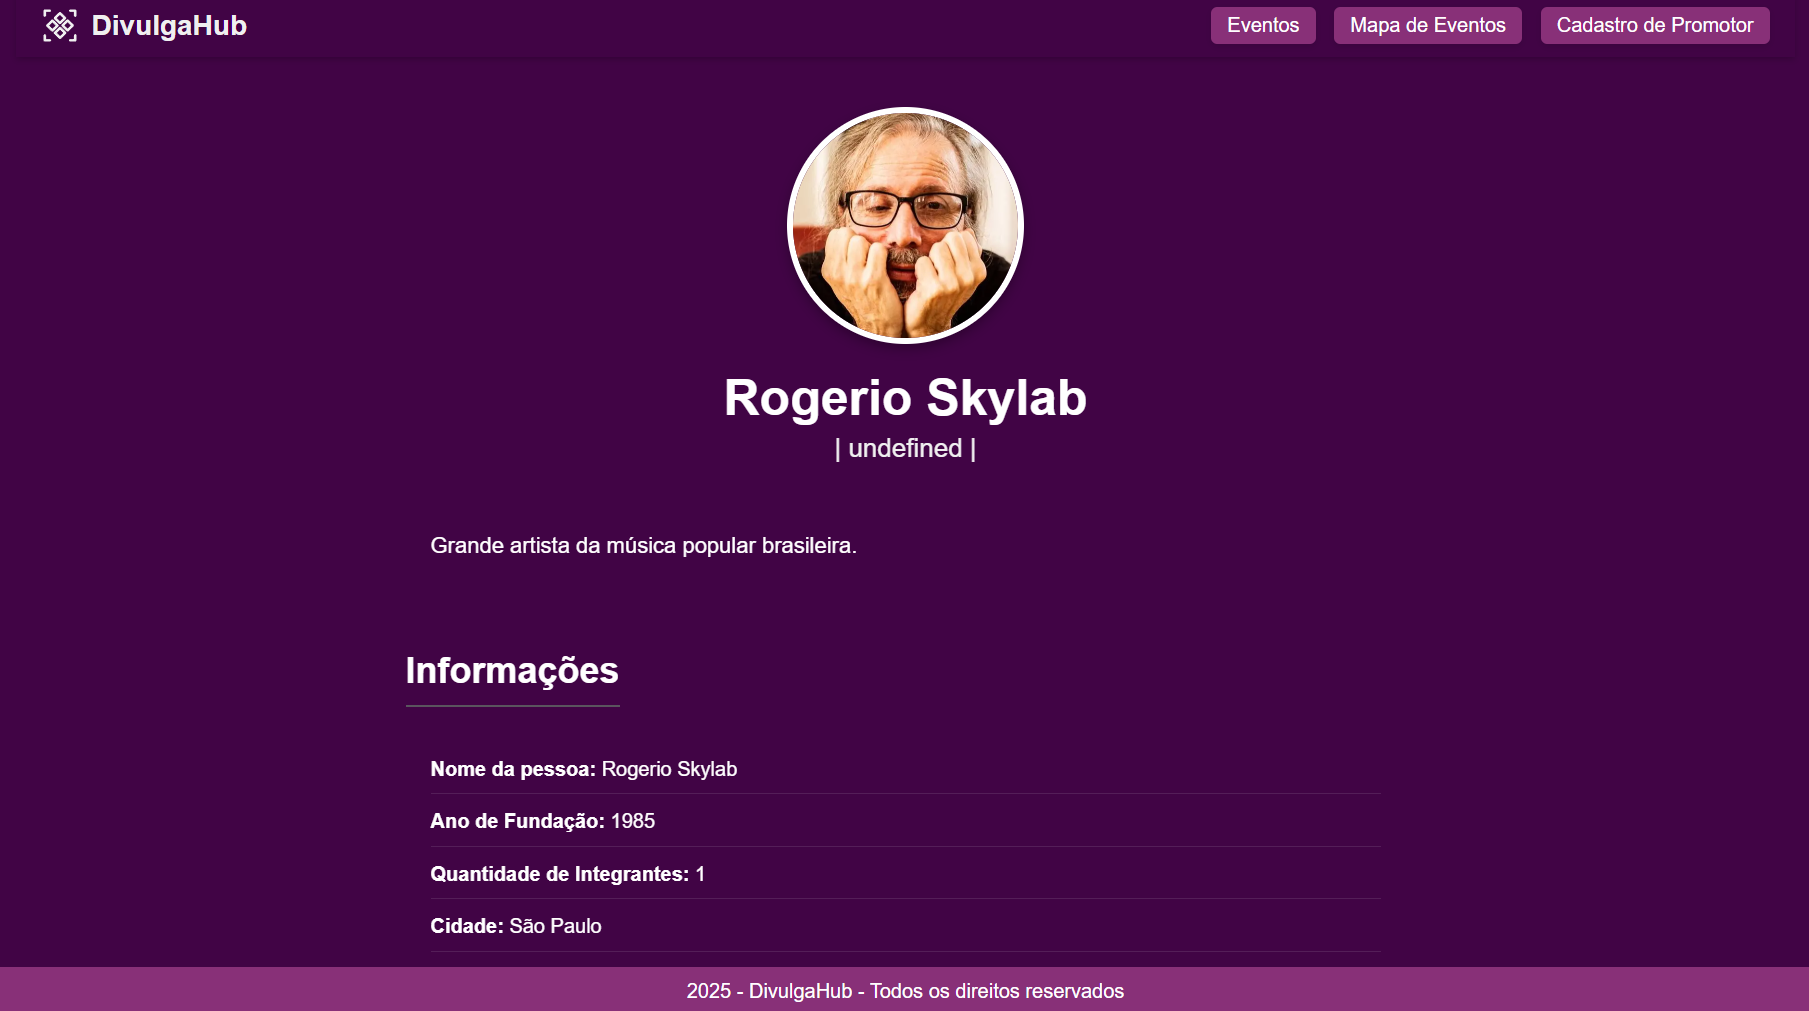 DivulgaHub
Eventos
Mapa de Eventos
Cadastro de Promotor
Rogerio Skylab
| undefined |
Grande artista da música popular brasileira.
Informações
Nome da pessoa: Rogerio Skylab
Ano de Fundação: 1985
Quantidade de Integrantes: 1
Cidade: São Paulo
2025 - DivulgaHub - Todos os direitos reservados